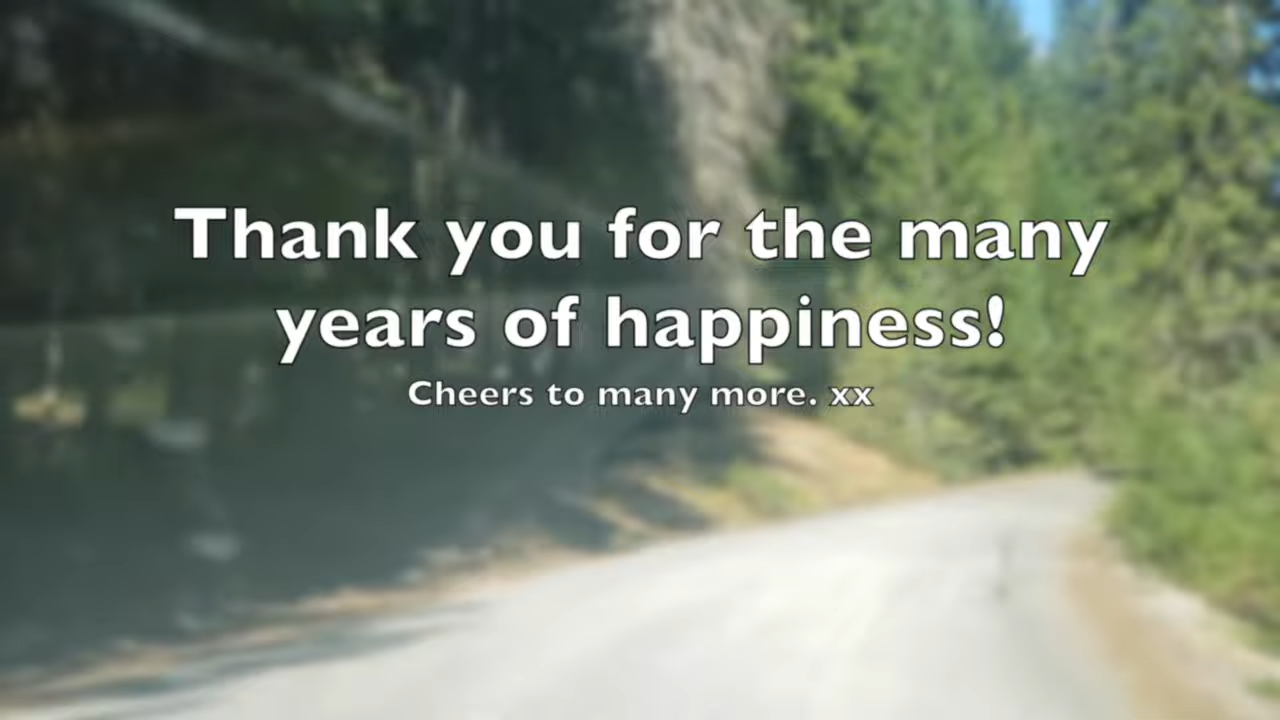 Thank you for the many
years of happiness!
Cheers to many more. xx